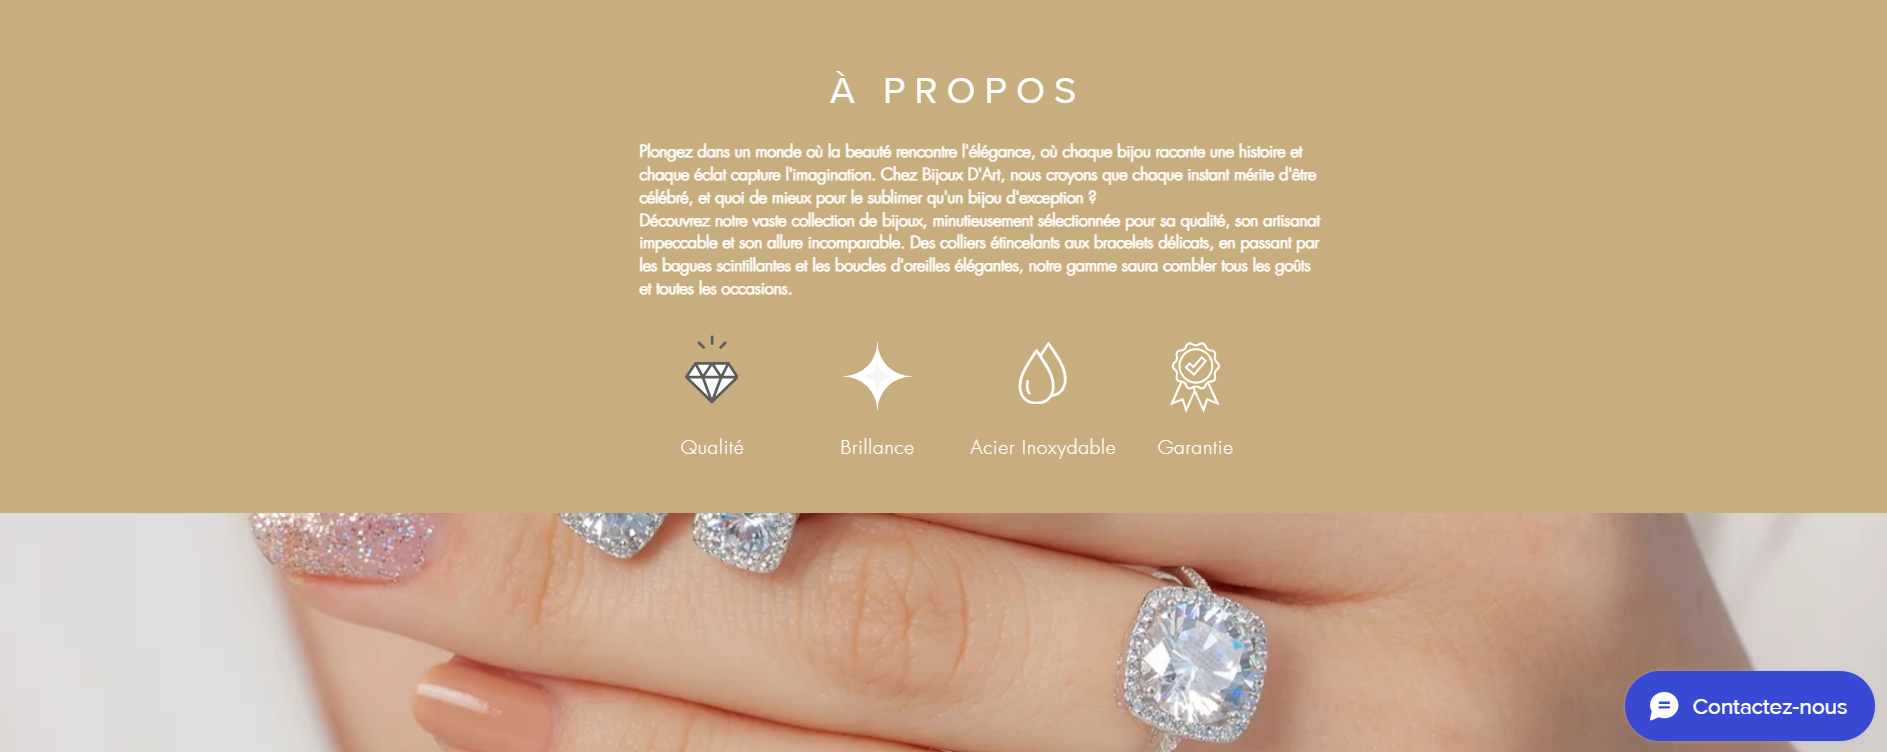 À PROPOS
Plongez dans un monde où la beauté rencontre l'élégance, où chaque bijou raconte une histoire et
chaque éclat capture l'imagination. Chez Bijoux D'Art, nous croyons que chaque instant mérite d'être
célébré, et quoi de mieux pour le sublimer qu'un bijou d'exception ?
Découvrez notre vaste collection de bijoux, minutieusement sélectionnée pour sa qualité, son artisanat
impeccable et son allure incomparable. Des colliers étincelants aux bracelets délicats, en passant par
les bagues scintillantes et les boucles d'oreilles élégantes, notre gamme saura combler tous les goûts
et toutes les occasions.
Qualité Brillance Acier Inoxydable Garantie
Contactez-nous